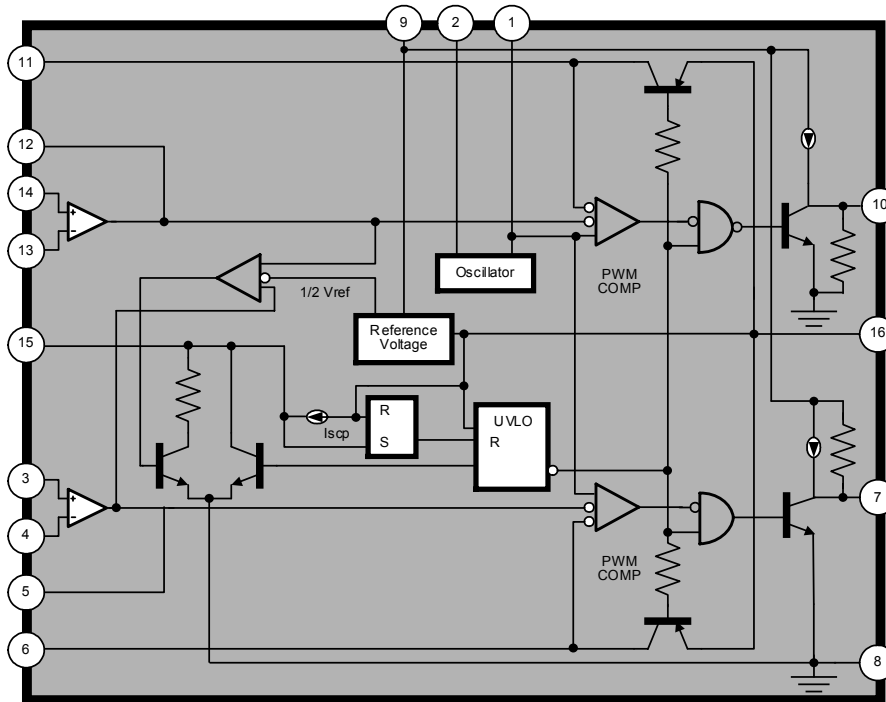 9
2
1
11
12
14
+
-
13
10
Oscillator
PWM
COMP
1/2 Vref
15
Reference
Voltage
16
R
S
Iscp
UVLO
R
3
+
-
4
7
5
PWM
COMP
6
8